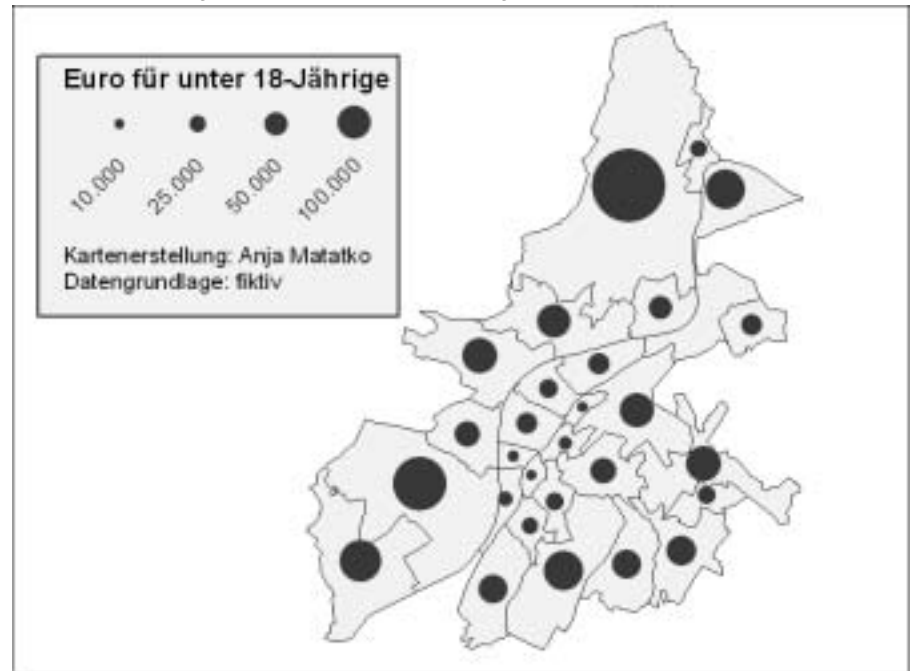 Euro für unter 18-Jährige
10.000
25.000
50.000
100.000
Kartenerstellung: Anja Matatko
Datengrundlage: fiktiv